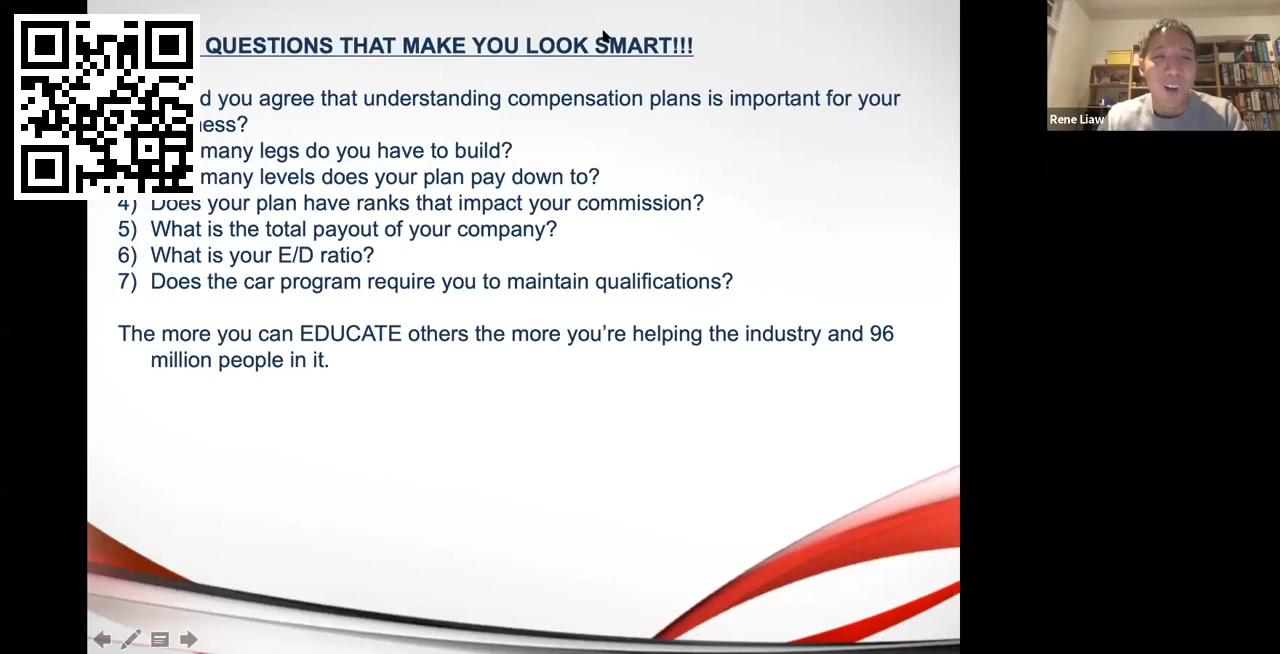 QUESTIONS THAT MAKE YOU LOOK SMART!!!
you agree that understanding compensation plans is important for your
many legs do you have to build?
many levels does your plan pay down to?
4) Does your plan have ranks that impact your commission?
5) What is the total payout of your company?
6) What is your E/D ratio?
7) Does the car program require you to maintain qualifications?
The more you can EDUCATE others the more you’re helping the industry and 96
million people in it.
Rene Liaw